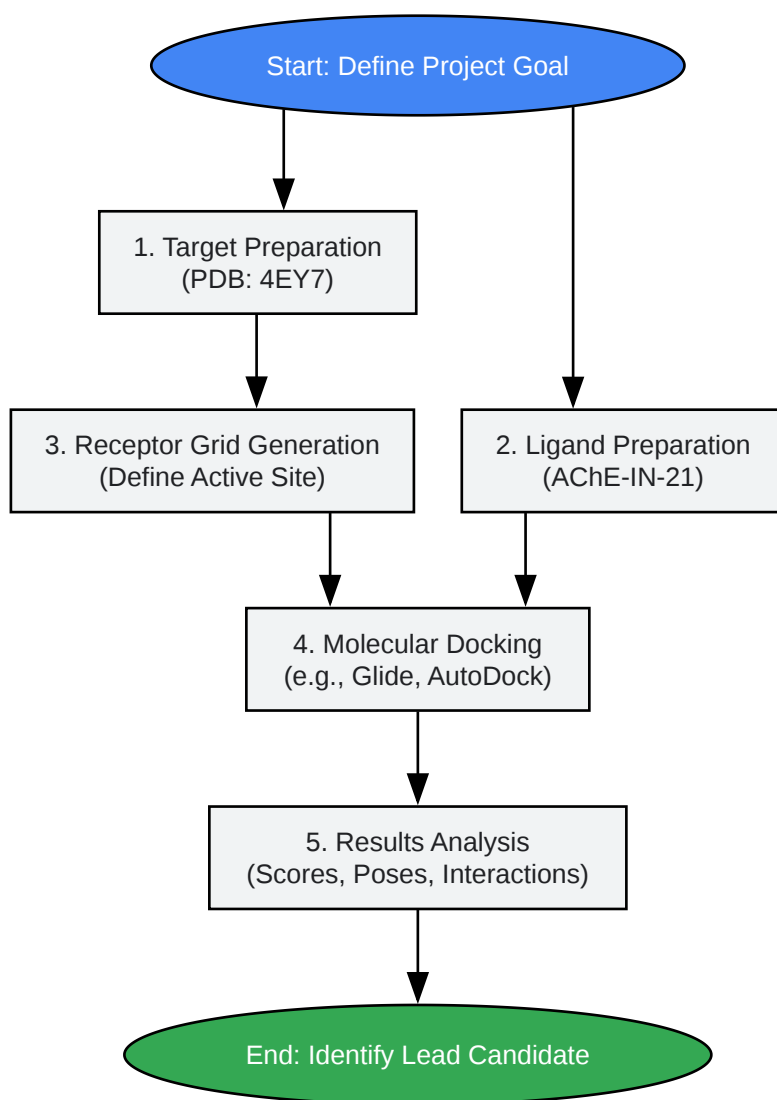 Start: Define Project Goal
1. Target Preparation
(PDB: 4EY7)
3. Receptor Grid Generation
(Define Active Site)
2. Ligand Preparation
(AChE-IN-21)
4. Molecular Docking
(e.g., Glide, AutoDock)
5. Results Analysis
(Scores, Poses, Interactions)
End: Identify Lead Candidate